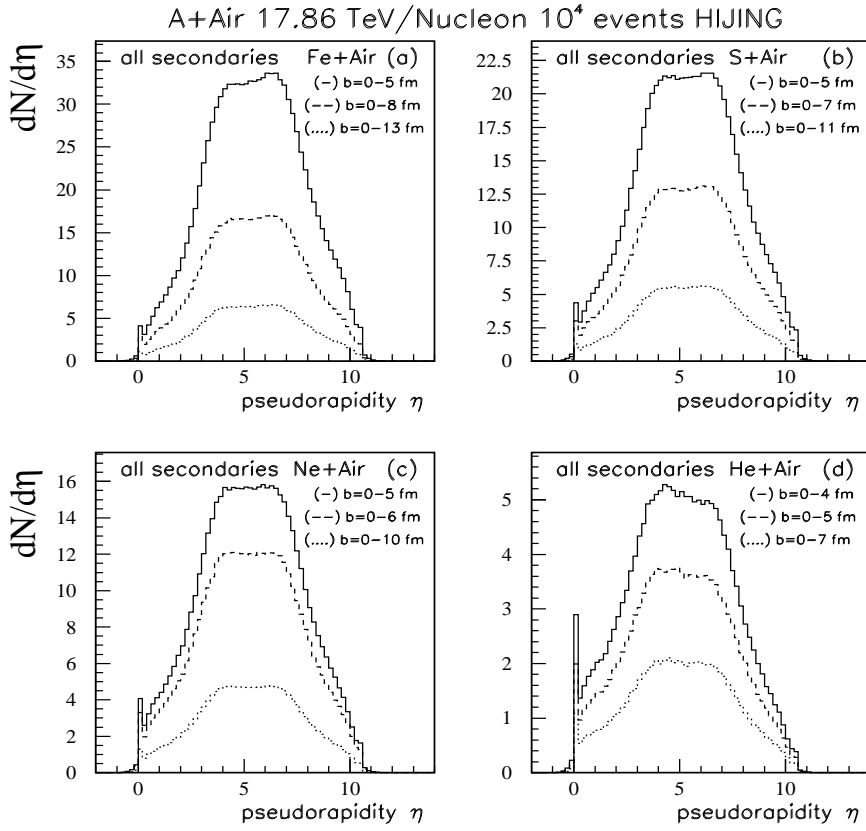 A+Air 17.86 TeV/Nucleon 10⁴ events HIJING
dN/dη
all secondaries Fe+Air (a)
(–) b=0–5 fm
(––) b=0–8 fm
(....) b=0–13 fm
35
30
25
20
15
10
5
0
0 5 10
pseudorapidity η
all secondaries S+Air (b)
(–) b=0–5 fm
(––) b=0–7 fm
(....) b=0–11 fm
22.5
20
17.5
15
12.5
10
7.5
5
2.5
0
0 5 10
pseudorapidity η
dN/dη
all secondaries Ne+Air (c)
(–) b=0–5 fm
(––) b=0–6 fm
(....) b=0–10 fm
16
14
12
10
8
6
4
2
0
0 5 10
pseudorapidity η
all secondaries He+Air (d)
(–) b=0–4 fm
(––) b=0–5 fm
(....) b=0–7 fm
5
4
3
2
1
0
0 5 10
pseudorapidity η